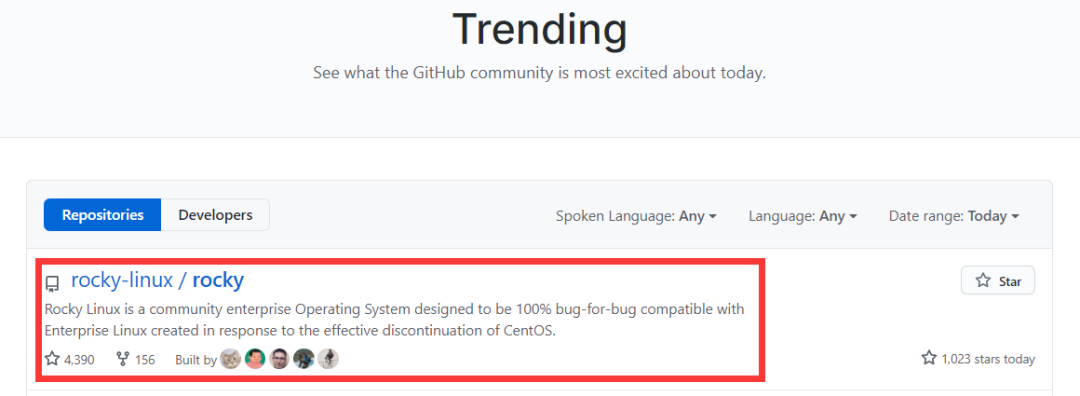 Trending
See what the GitHub community is most excited about today.
Repositories Developers Spoken Language: Any Language: Any Date range: Today
rocky-linux / rocky Star
Rocky Linux is a community enterprise Operating System designed to be 100% bug-for-bug compatible with
Enterprise Linux created in response to the effective discontinuation of CentOS.
4,390 156 Built by 1,023 stars today